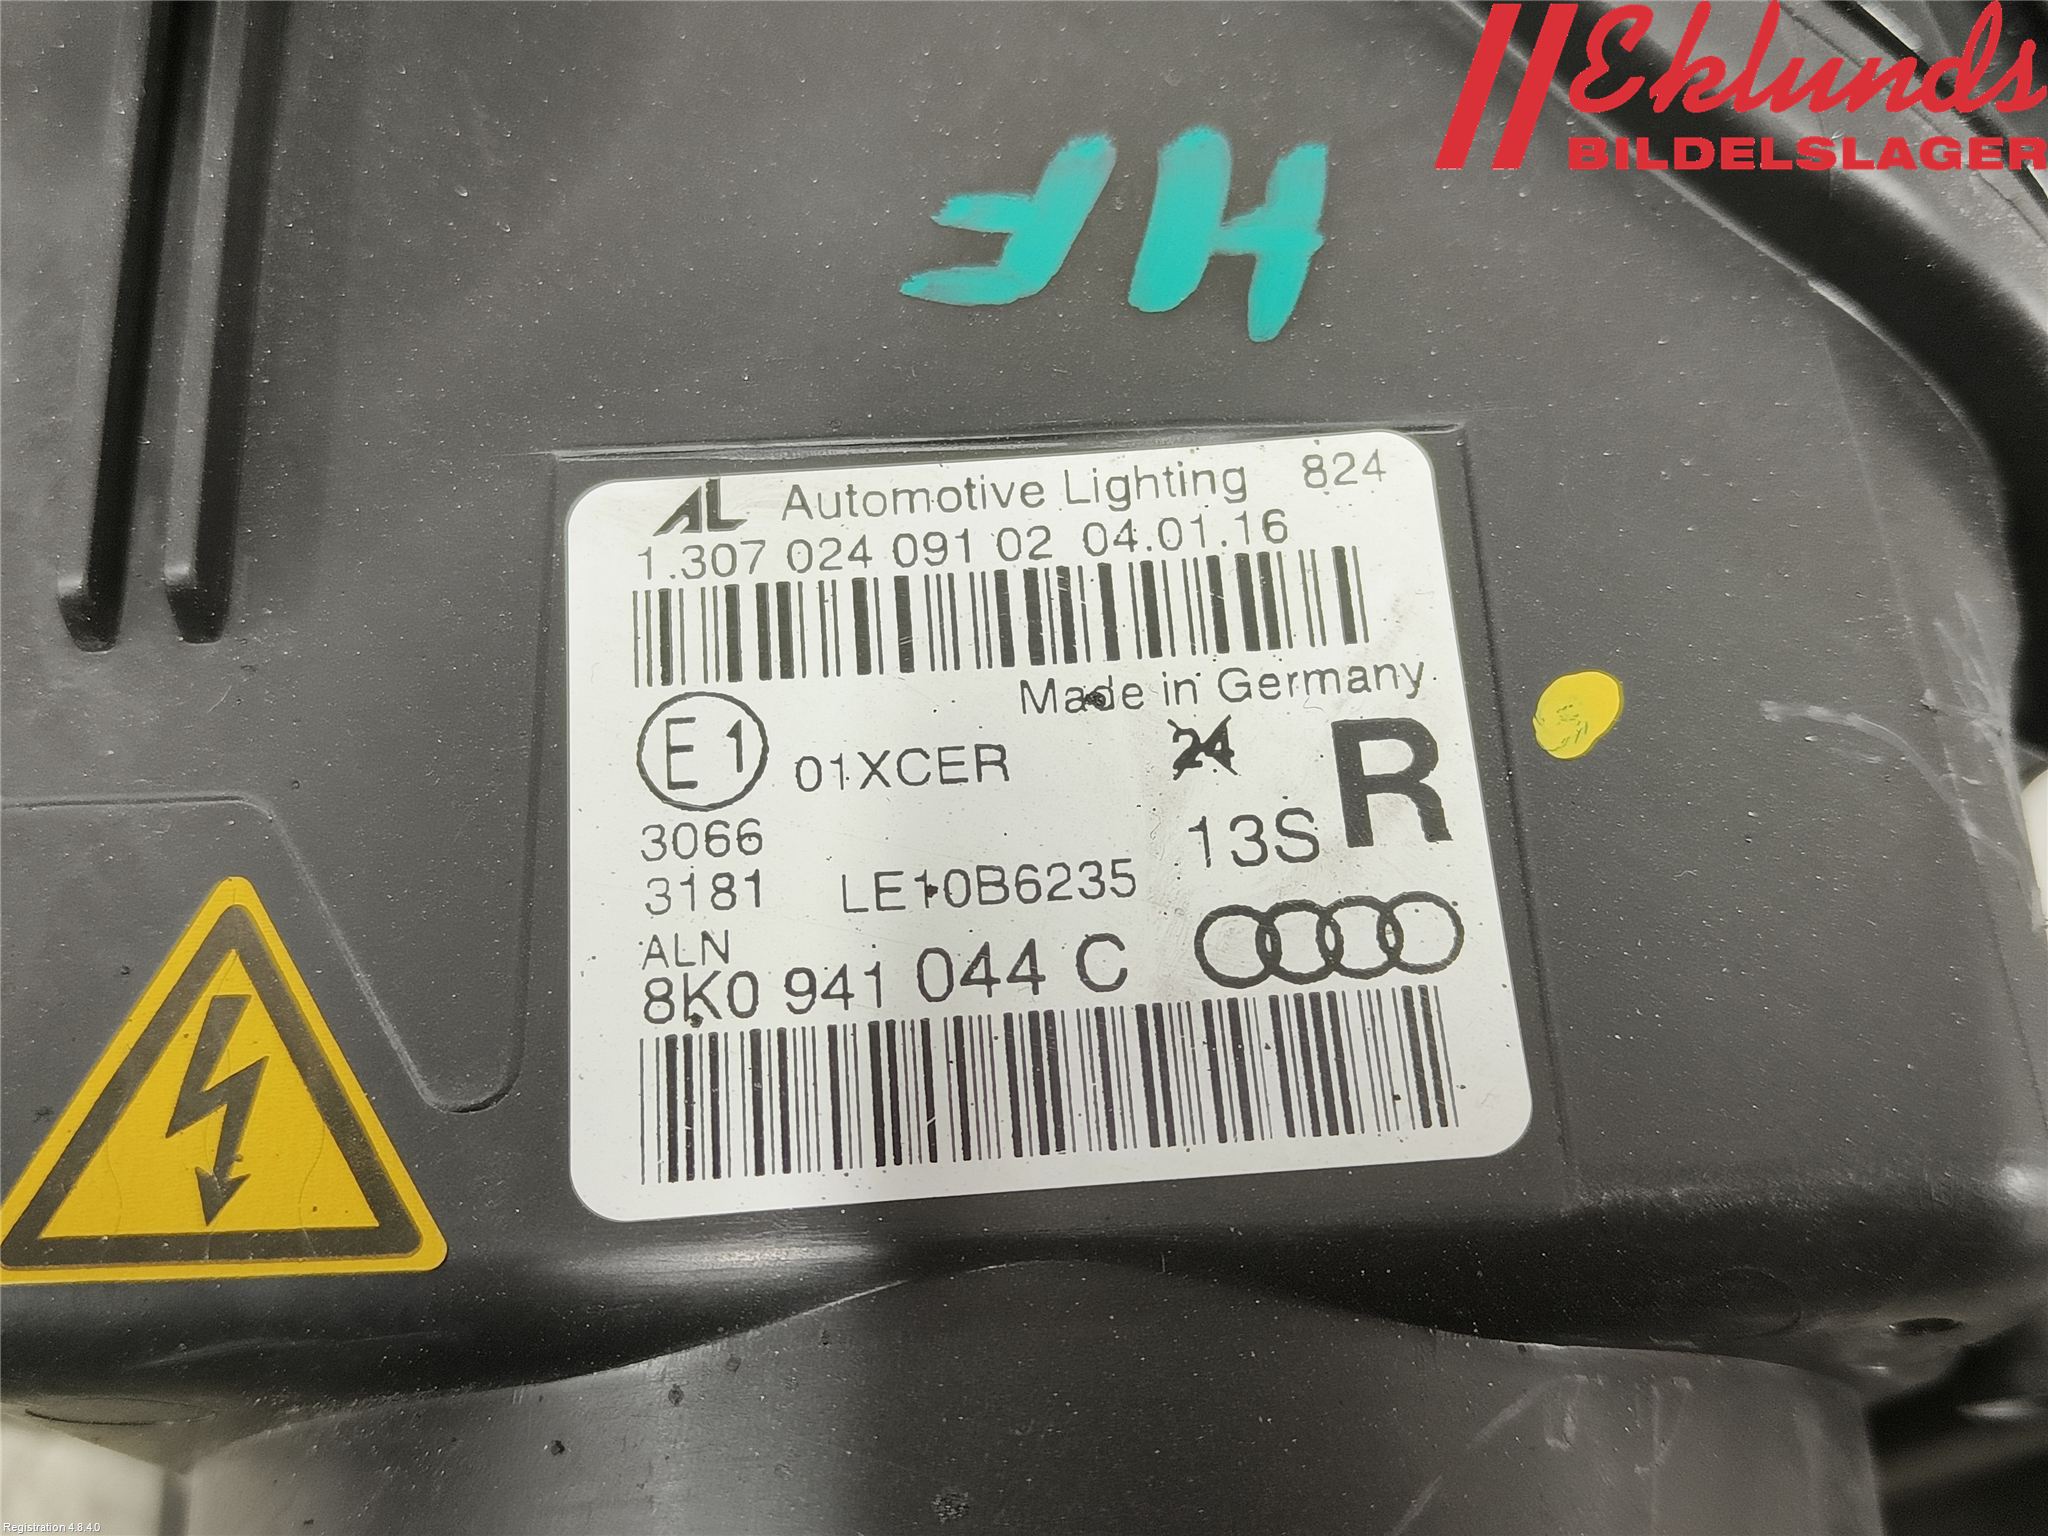 Eklunds
BILDELSLAGER
HF
AL Automotive Lighting 824
1.307 024 091 02 04.01.16
Made in Germany
E1 01XCER 24 R
3066 13S
3181 LE10B6235
ALN
8K0 941 044 C
Registration 4.8.4.0